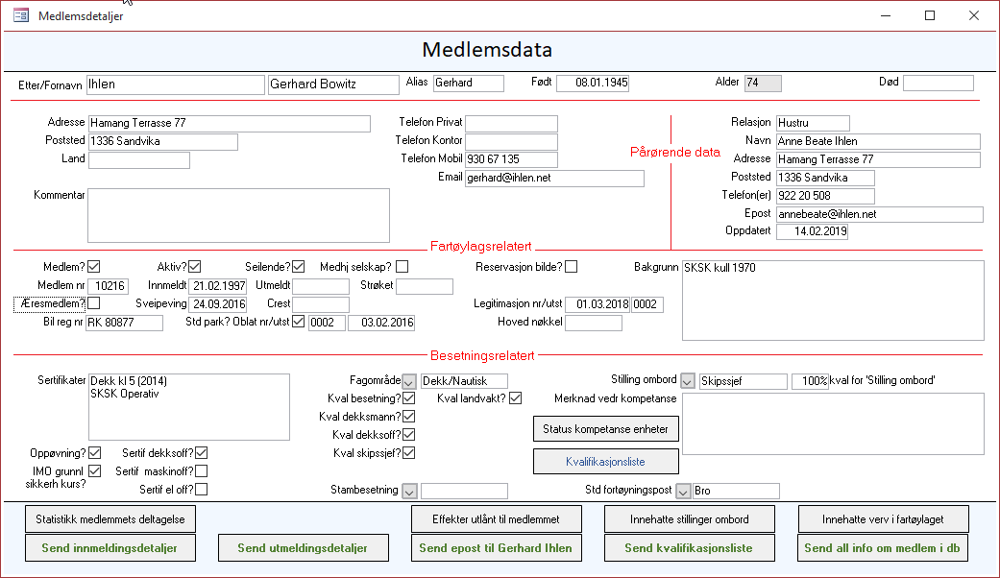 Medlemsdetaljer
Medlemsdata
Etter/Fornavn Ihlen Gerhard Bowitz Alias Gerhard Født 08.01.1945 Alder 74 Død
Adresse Hamang Terrasse 77
Poststed 1336 Sandvika
Land
Kommentar
Telefon Privat
Telefon Kontor
Telefon Mobil 930 67 135
Email gerhard@ihlen.net
Pårørende data
Relasjon Hustru
Navn Anne Beate Ihlen
Adresse Hamang Terrasse 77
Poststed 1336 Sandvika
Telefon(er) 922 20 508
Epost annebeate@ihlen.net
Oppdatert 14.02.2019
Fartøylagsrelatert
Medlem? Aktiv? Seilende? Medhj selskap? Reservasjon bilde? Bakgrunn SKSK kull 1970
Medlem nr 10216 Innmeldt 21.02.1997 Utmeldt Strøket
Æresmedlem? Sveipeving 24.09.2016 Crest Legitimasjon nr/utst 01.03.2018 0002
Bil reg nr RK 80877 Std park? Oblat nr/utst 0002 03.02.2016 Hoved nøkkel
Besetningsrelatert
Sertifikater Dekk kl 5 (2014)
SKSK Operativ
Fagområde Dekk/Nautisk
Kval besetning? Kval landvakt?
Kval dekksmann?
Kval dekksoff?
Kval skipssjef?
Stilling ombord Skipssjef 100% kval for 'Stilling ombord'
Merknad vedr kompetanse
Status kompetanse enheter
Kvalifikasjonsliste
Oppøvning? Sertif dekksoff?
IMO grunnl
sikkerh kurs?
Sertif maskinoff?
Sertif el off?
Stambesetning
Std fortøyningspost Bro
Statistikk medlemmets deltagelse Effekter utlånt til medlemmet Innehatte stillinger ombord Innehatte verv i fartøylaget
Send innmeldingsdetaljer Send utmeldingsdetaljer Send epost til Gerhard Ihlen Send kvalifikasjonsliste Send all info om medlem i db